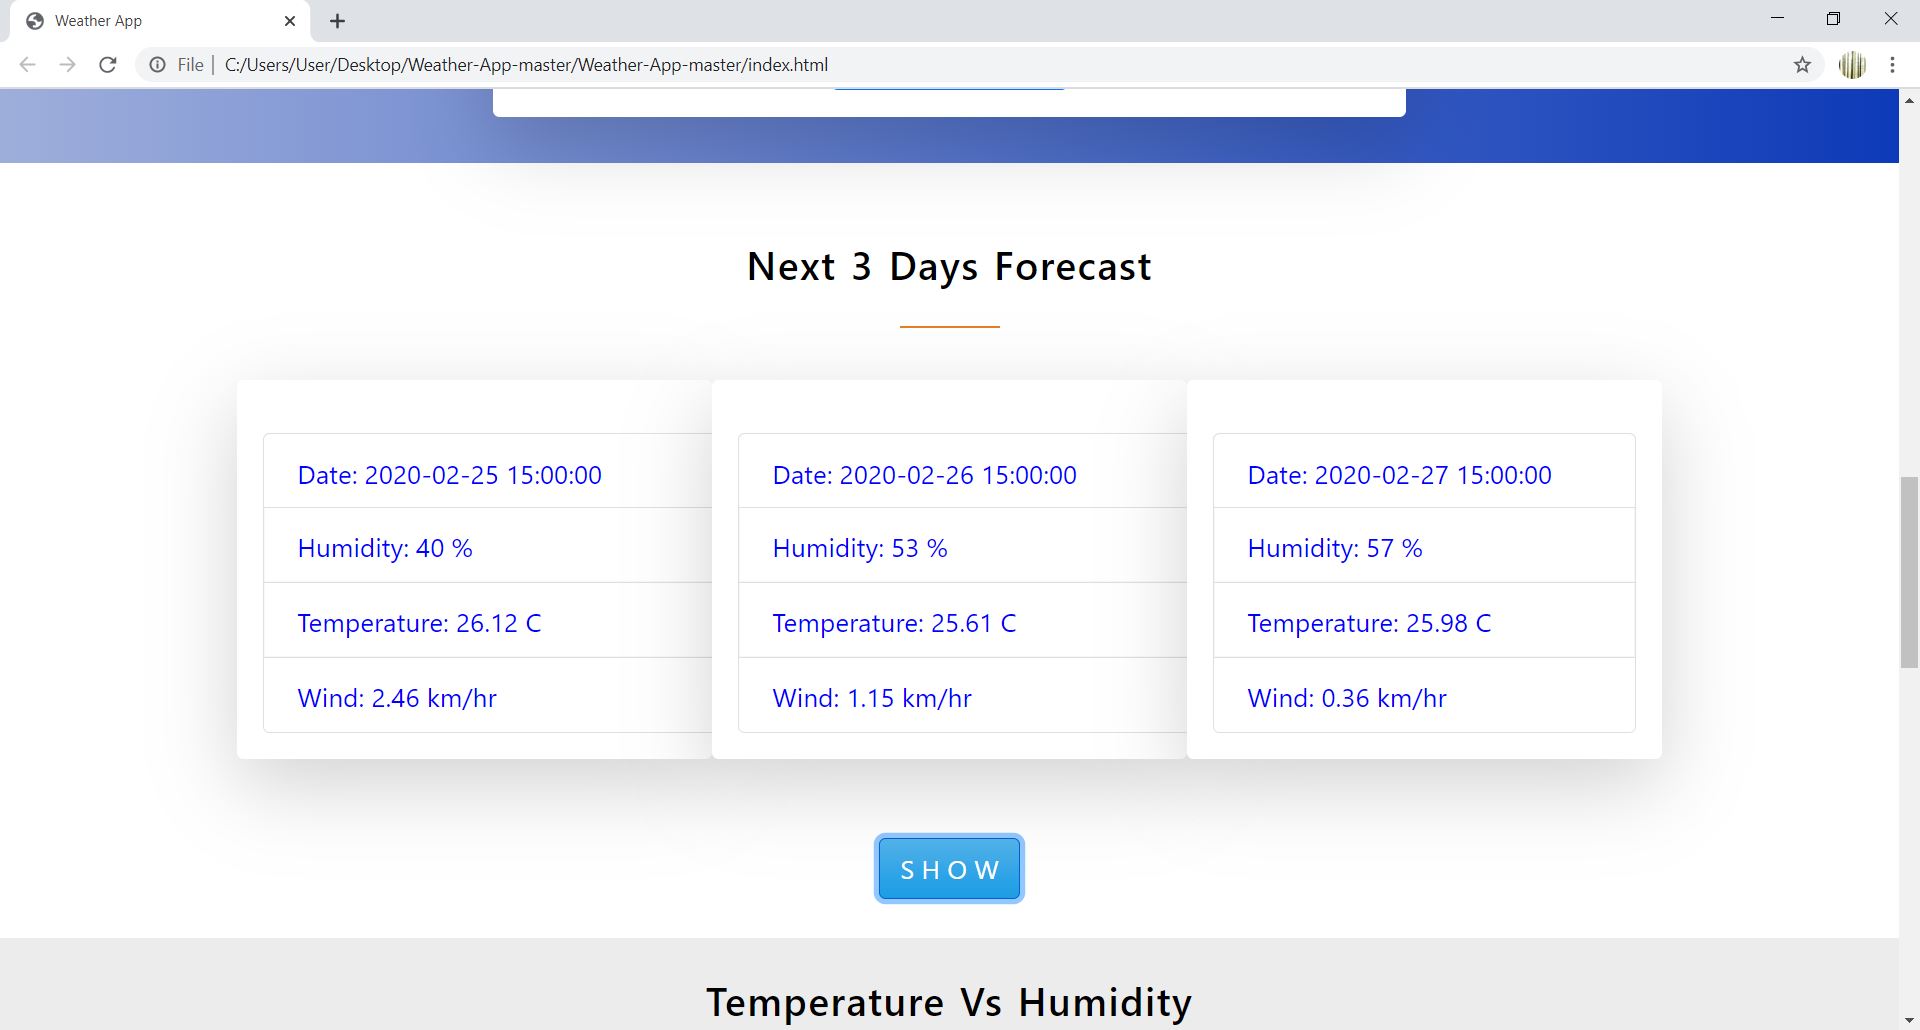 Weather App
File | C:/Users/User/Desktop/Weather-App-master/Weather-App-master/index.html
Next 3 Days Forecast
Date: 2020-02-25 15:00:00
Humidity: 40 %
Temperature: 26.12 C
Wind: 2.46 km/hr
Date: 2020-02-26 15:00:00
Humidity: 53 %
Temperature: 25.61 C
Wind: 1.15 km/hr
Date: 2020-02-27 15:00:00
Humidity: 57 %
Temperature: 25.98 C
Wind: 0.36 km/hr
SHOW
Temperature Vs Humidity